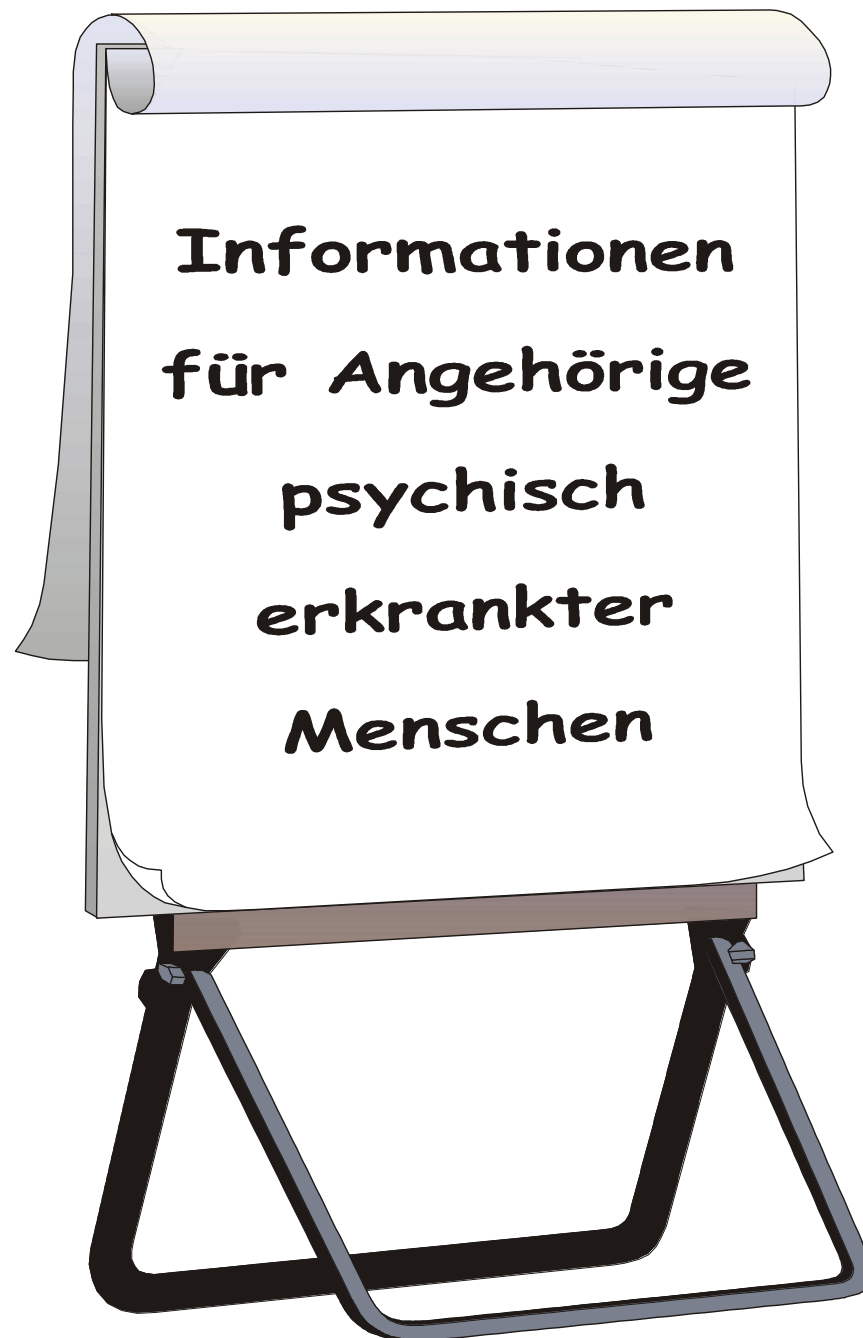 Informationen
für Angehörige
psychisch
erkrankter
Menschen